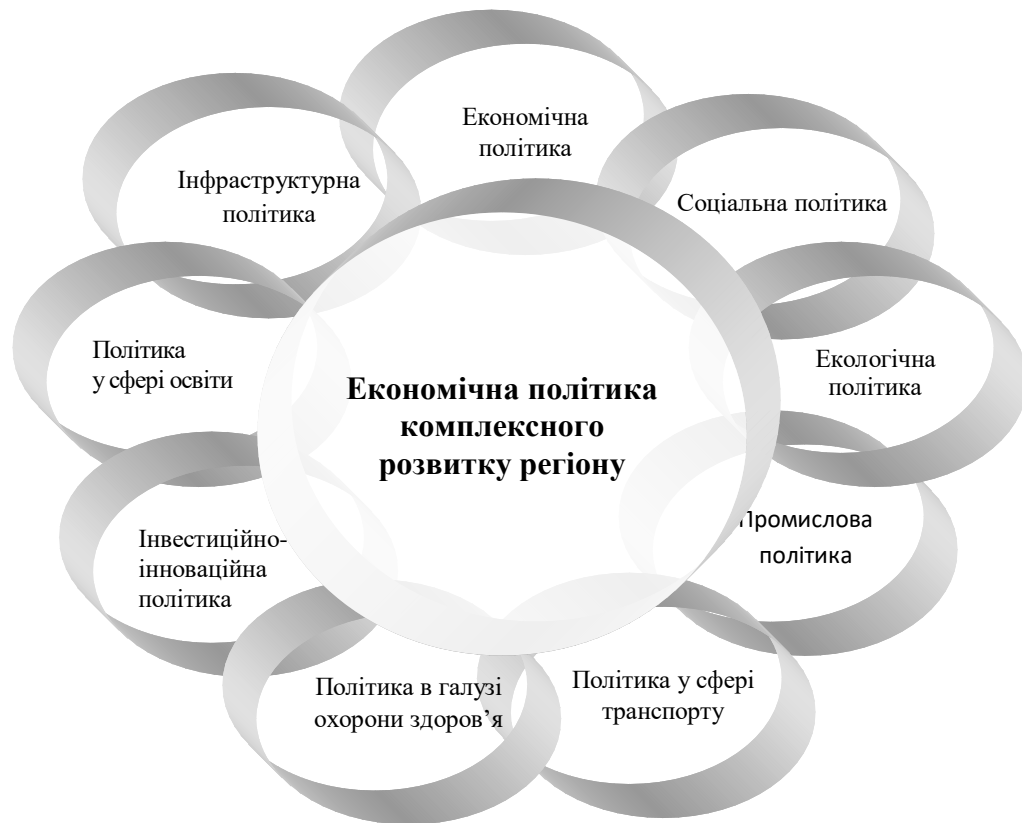 Економічна
політика
Соціальна політика
Екологічна
політика
Промислова
політика
Політика у сфері
транспорту
Політика в галузі
охорони здоров’я
Інвестиційно-
інноваційна
політика
Політика
у сфері освіти
Інфраструктурна
політика
Економічна політика
комплексного
розвитку регіону